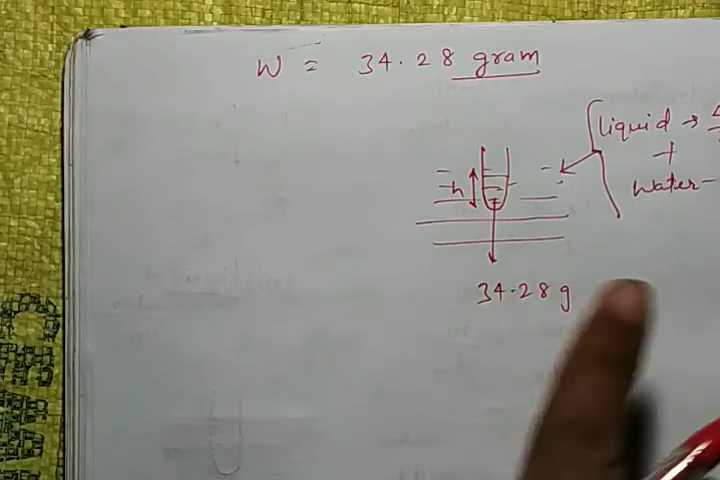 W = 34.28 gram
liquid →
+
water-
h
34.28 g